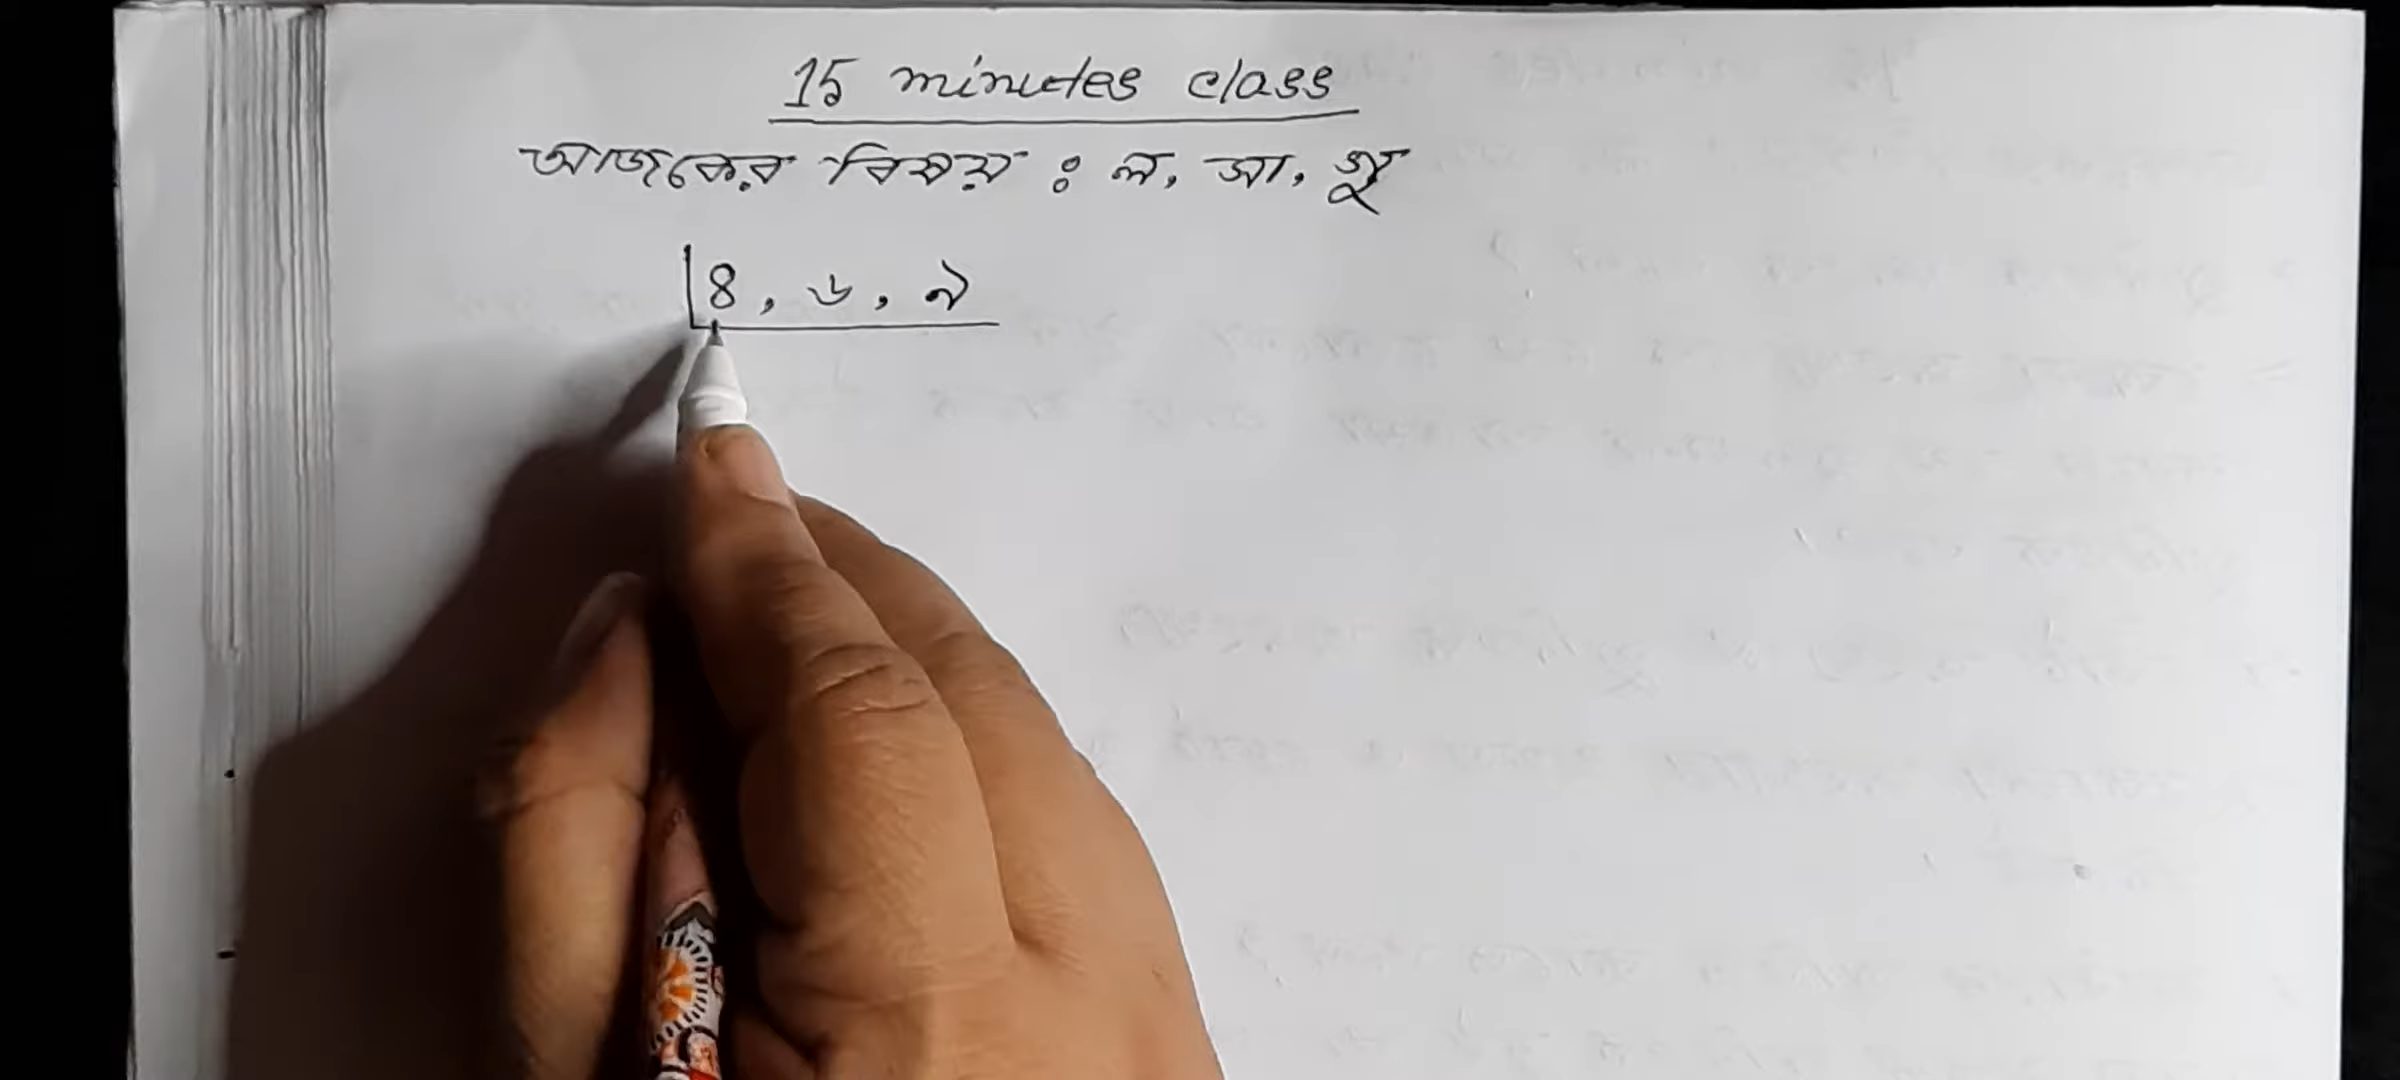 15 minutes class
আজকের বিষয় : ল, সা, গু
৪, ৬, ৯